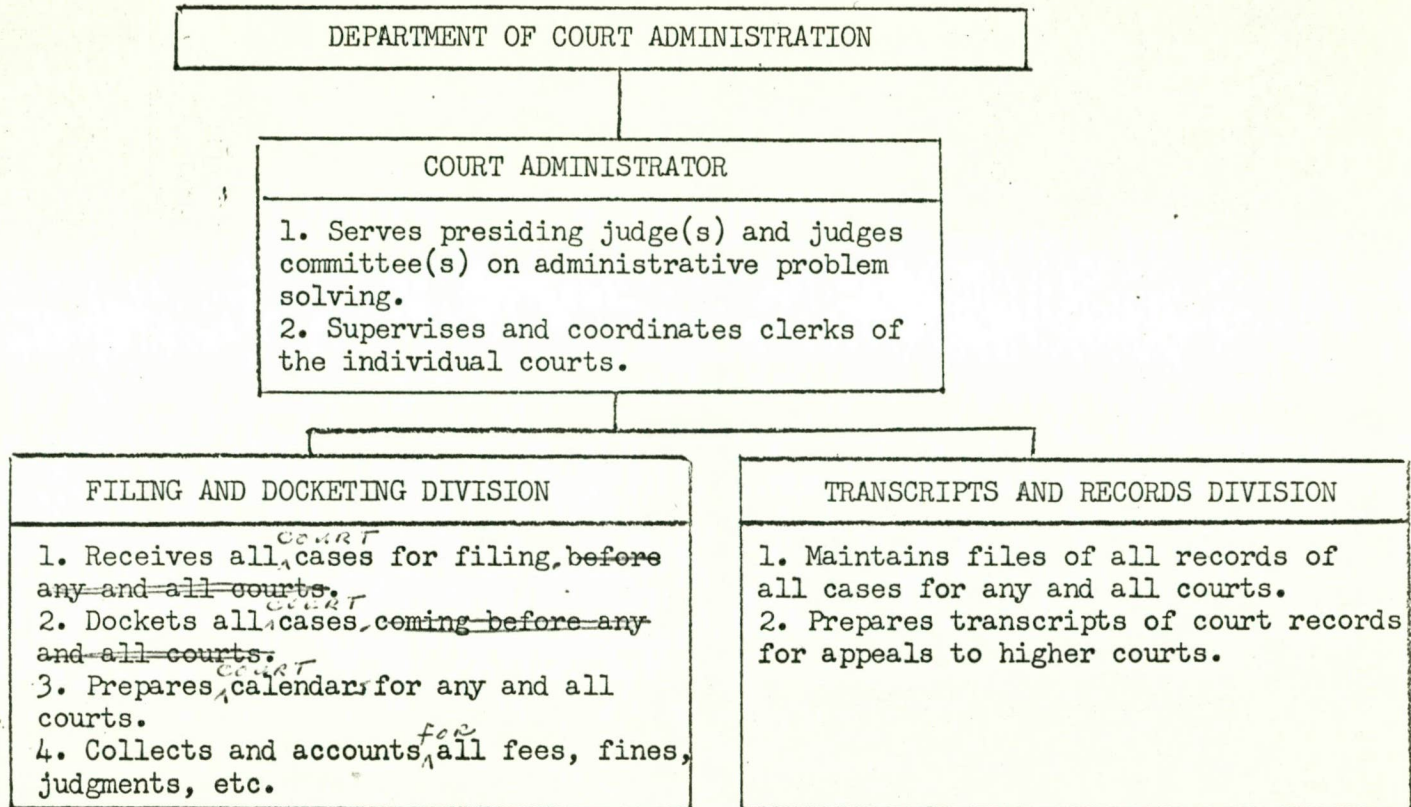 DEPARTMENT OF COURT ADMINISTRATION
COURT ADMINISTRATOR
1. Serves presiding judge(s) and judges
committee(s) on administrative problem
solving.
2. Supervises and coordinates clerks of
the individual courts.
FILING AND DOCKETING DIVISION
1. Receives all COURT cases for filing. before
any and all courts.
2. Dockets all COURT cases. coming before any
and all courts.
3. Prepares COURT calendars for any and all
courts.
4. Collects and accounts for all fees, fines,
judgments, etc.
TRANSCRIPTS AND RECORDS DIVISION
1. Maintains files of all records of
all cases for any and all courts.
2. Prepares transcripts of court records
for appeals to higher courts.